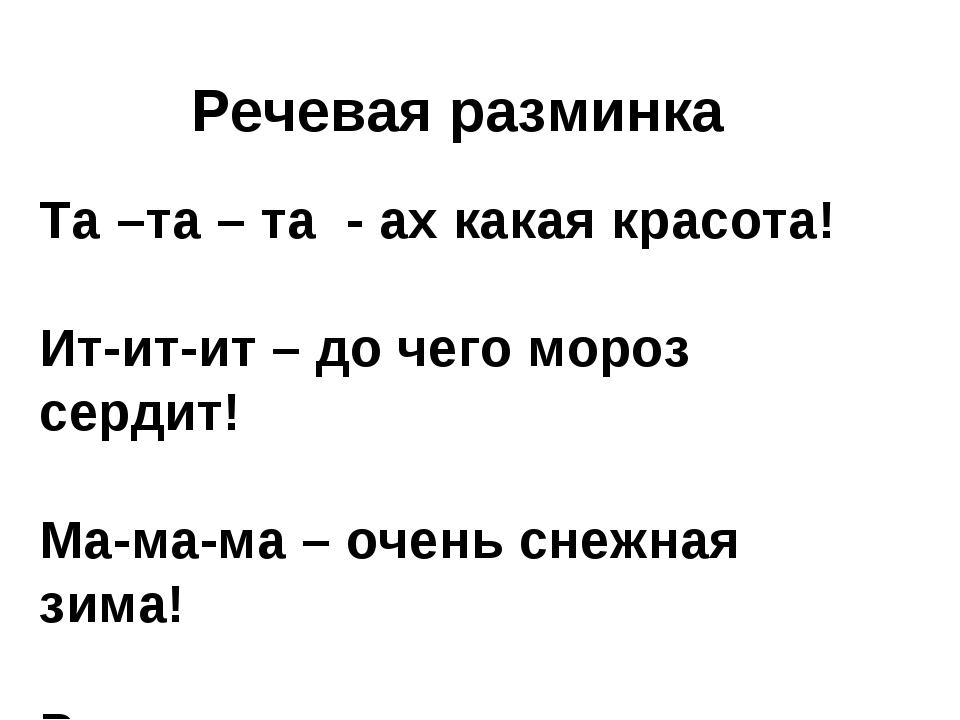 Речевая разминка
Та –та – та  - ах какая красота!
Ит-ит-ит – до чего мороз
сердит!
Ма-ма-ма – очень снежная
зима!